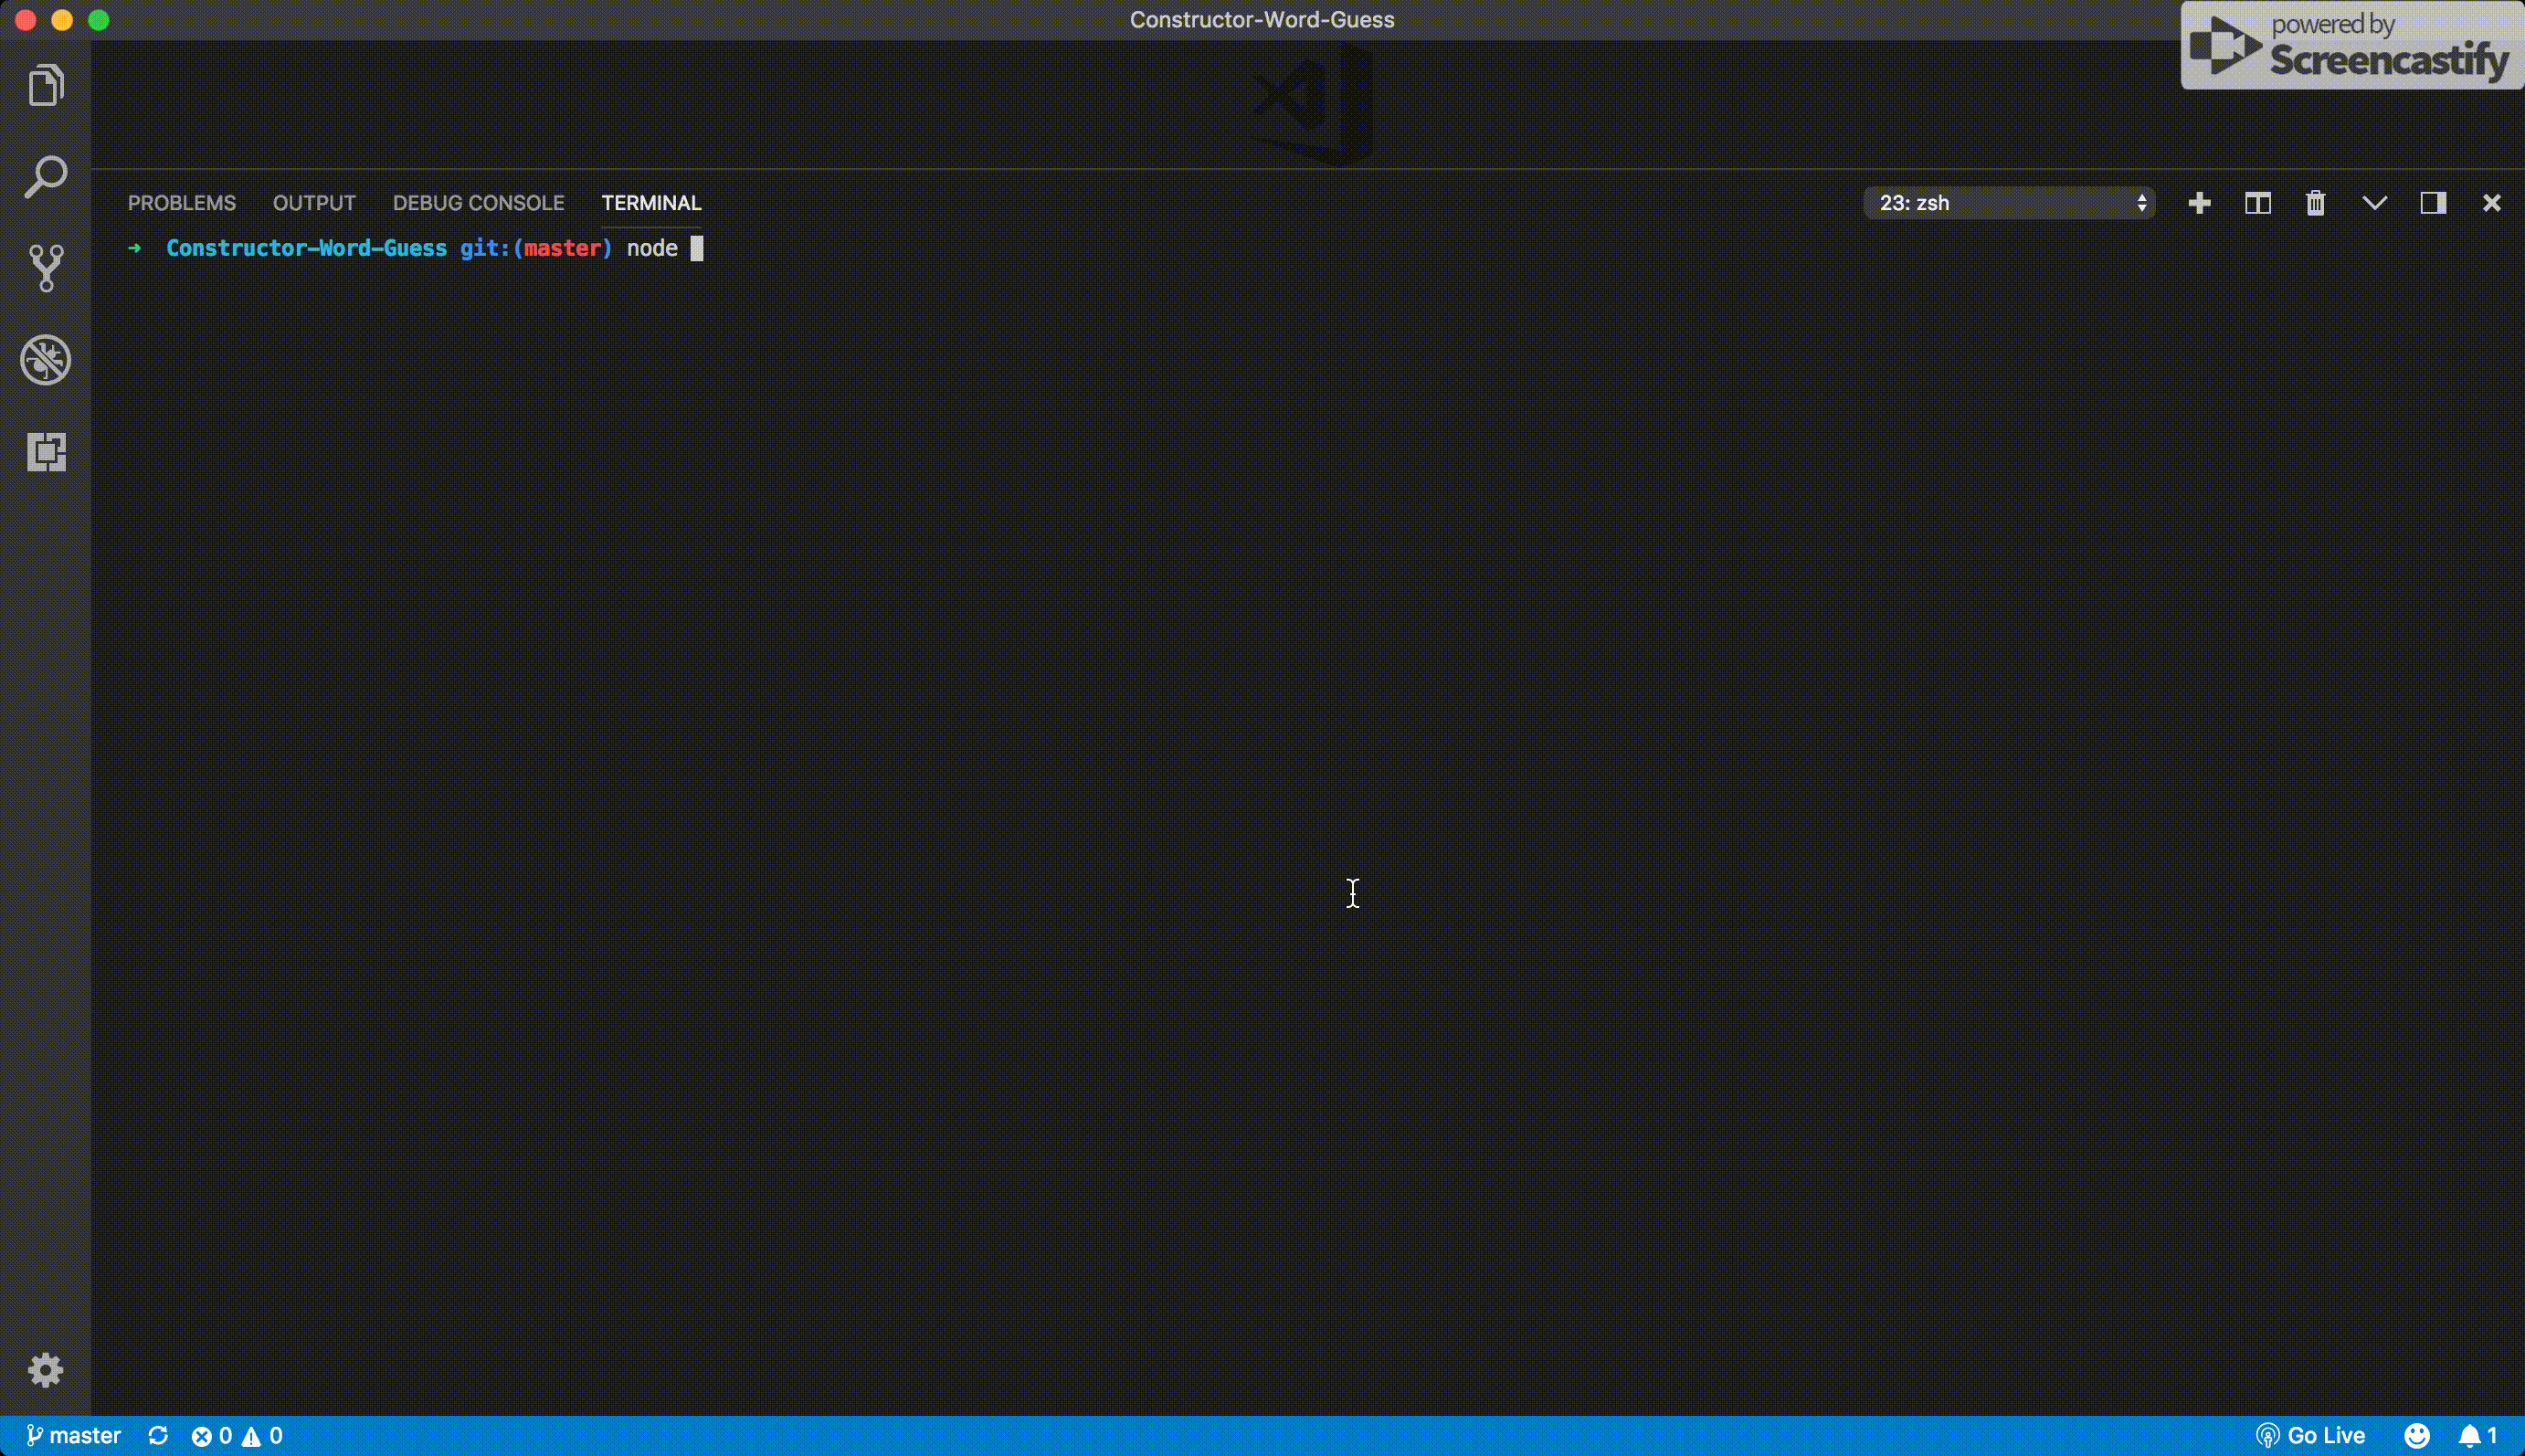 Constructor-Word-Guess
powered by
Screencastify
PROBLEMS OUTPUT DEBUG CONSOLE TERMINAL 23: zsh
➜ Constructor-Word-Guess git:(master) node
master 0 0 Go Live 1